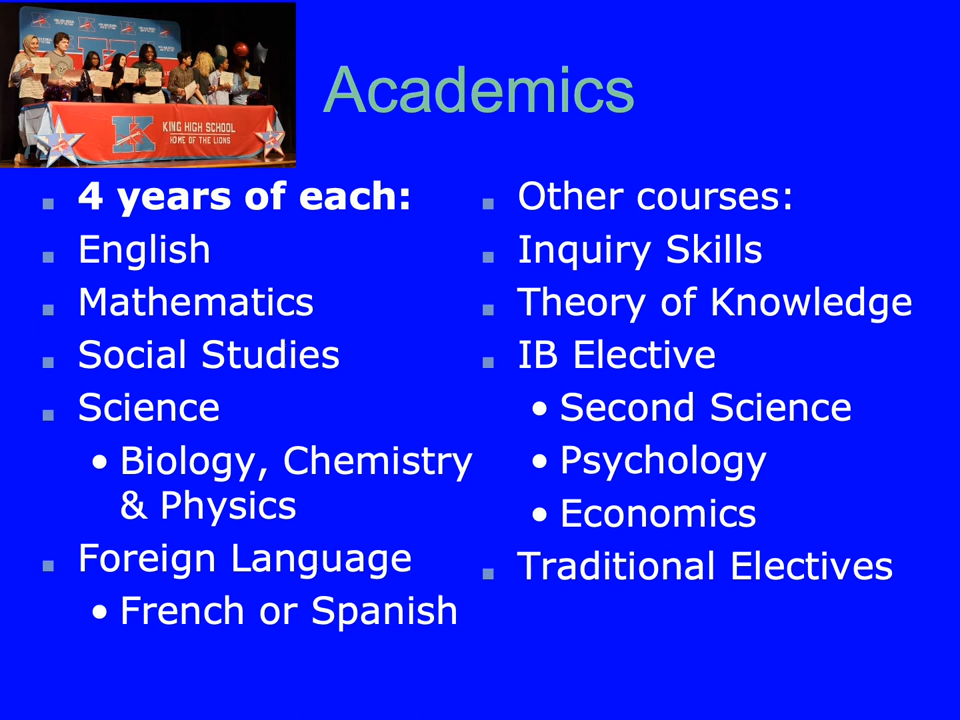 K
KING HIGH SCHOOL
HOME OF THE LIONS
Academics
4 years of each:
English
Mathematics
Social Studies
Science
Biology, Chemistry
& Physics
Foreign Language
French or Spanish
Other courses:
Inquiry Skills
Theory of Knowledge
IB Elective
Second Science
Psychology
Economics
Traditional Electives